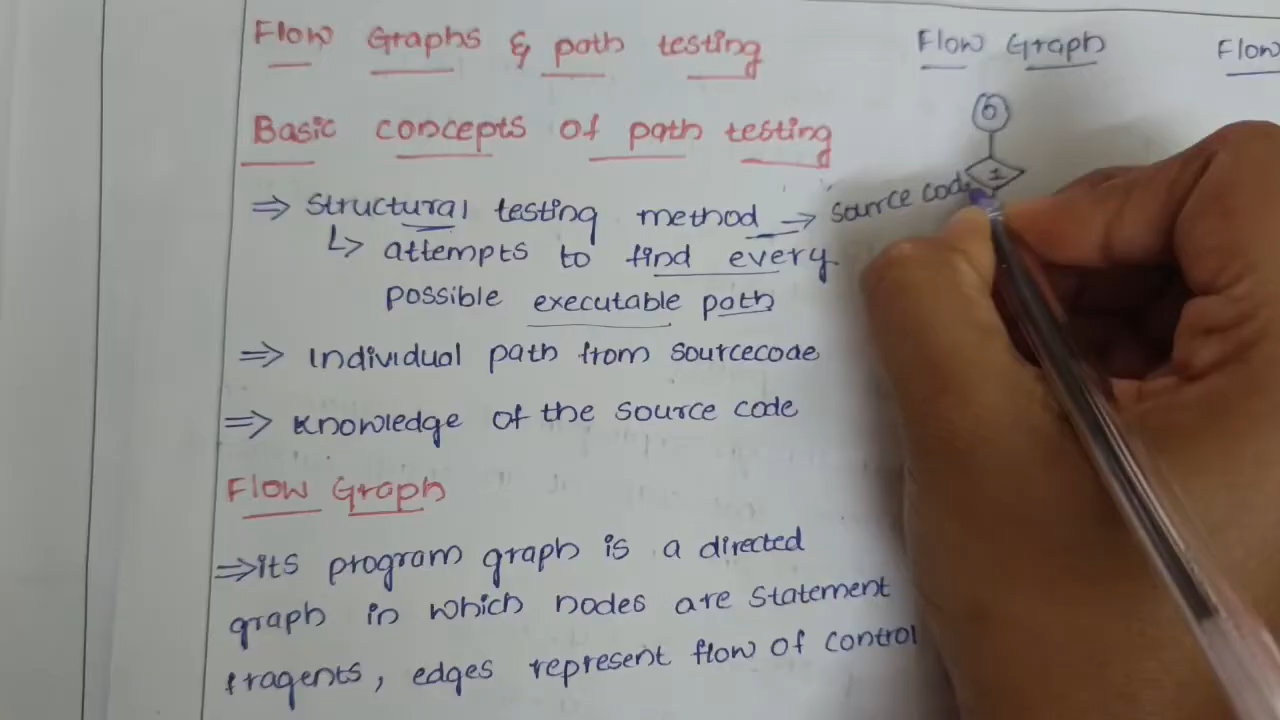 Flow Graphs & path testing
Basic concepts of path testing
⇒ Structural testing method → source code
↳ attempts to find every
possible executable path
⇒ Individual path from sourcecode
⇒ Knowledge of the source code
Flow Graph
⇒ its program graph is a directed
graph in which nodes are statement
fragents, edges represent flow of control
Flow Graph
Flow
1